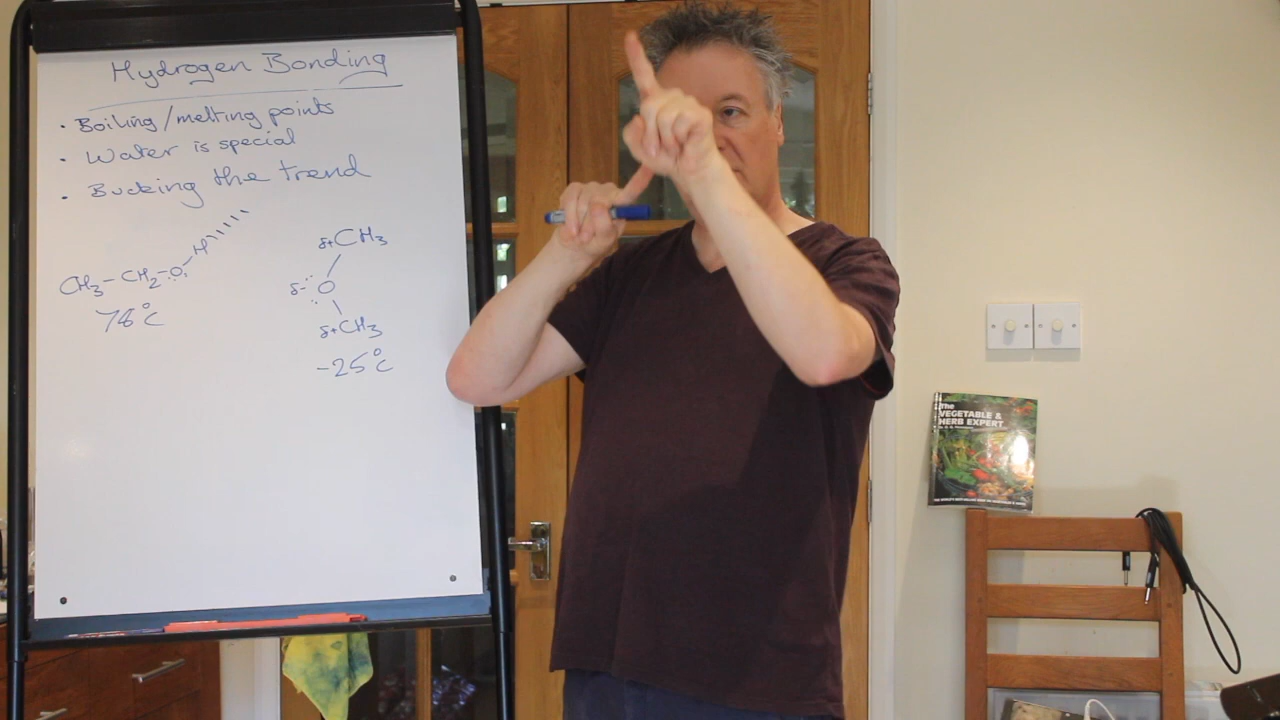 Hydrogen Bonding
· Boiling/melting points
· Water is special
· Bucking the trend
CH3-CH2-O-H
78°C
δ+CH3
δ- O
δ+CH3
-25°C
The
VEGETABLE &
HERB EXPERT